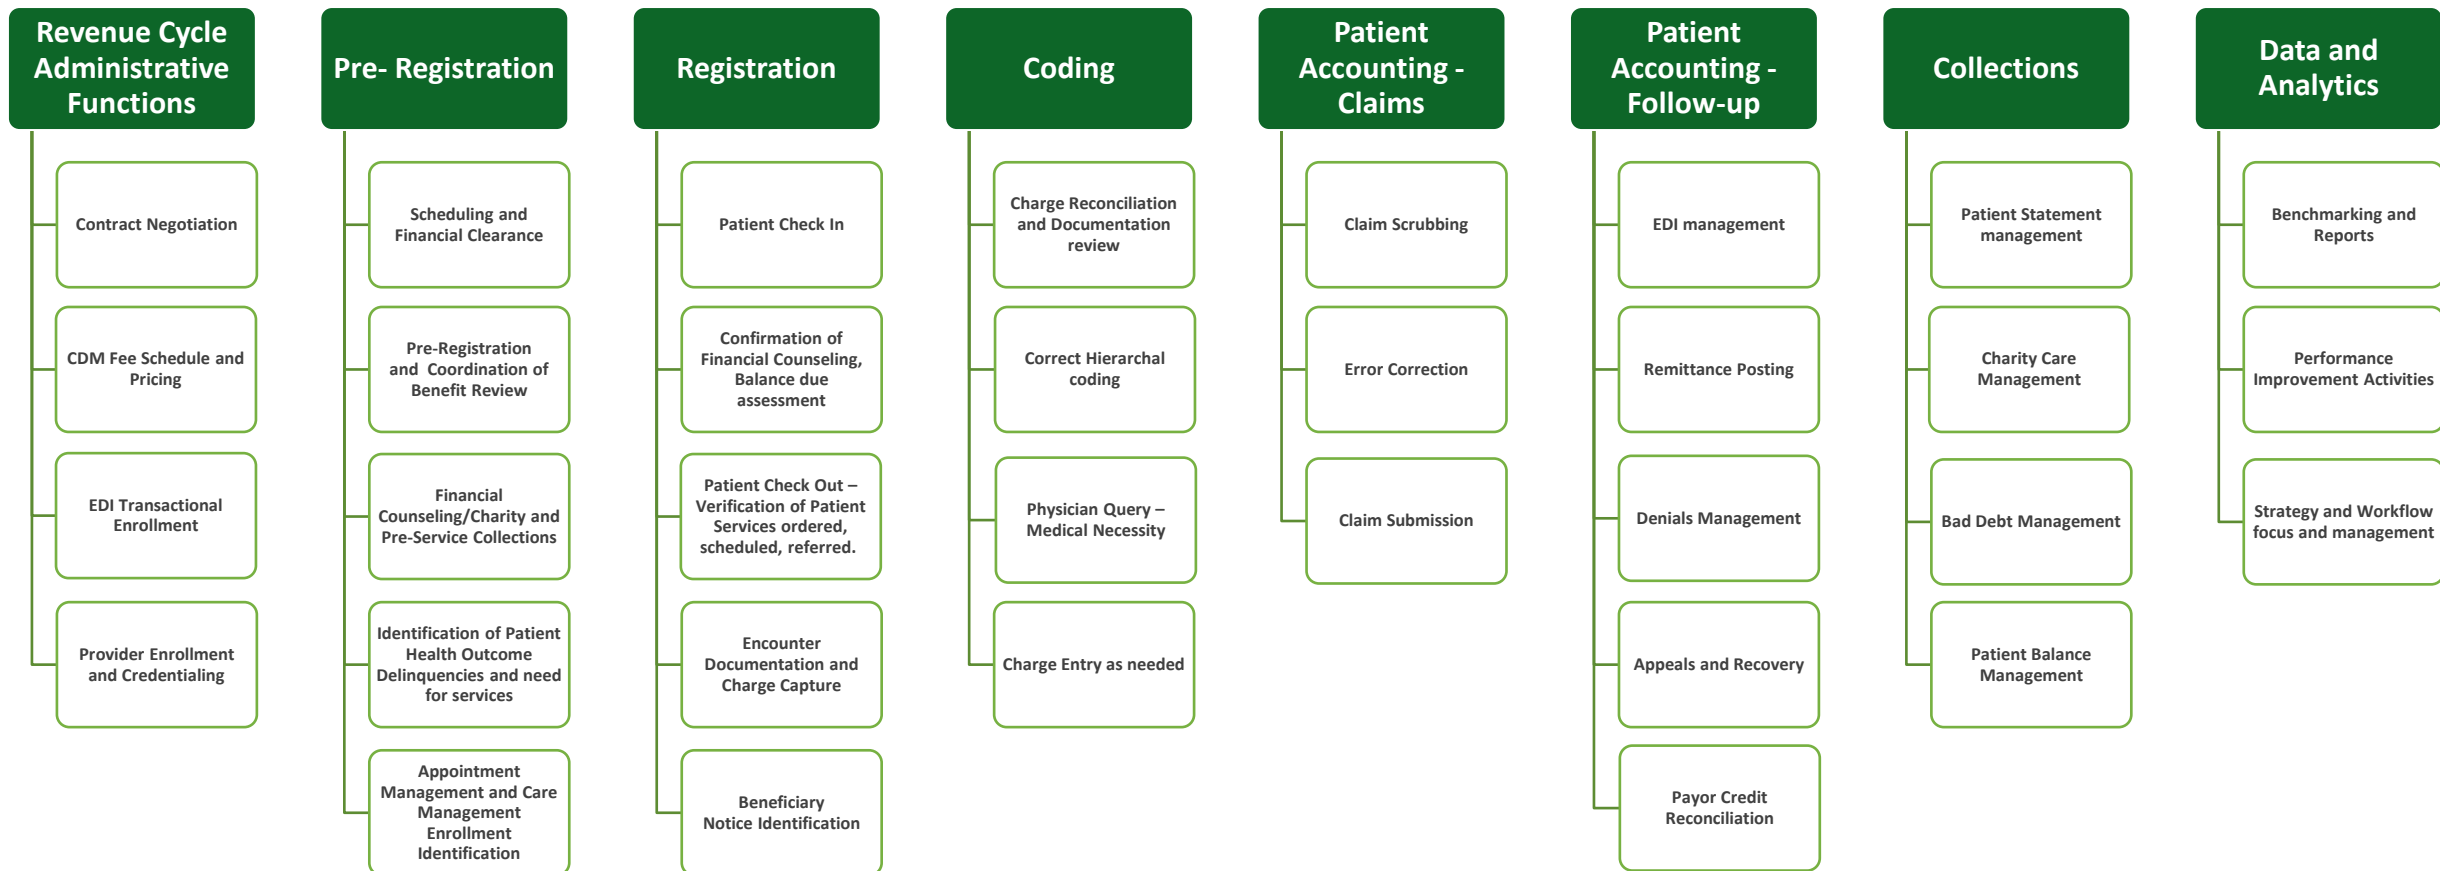 Revenue Cycle
Administrative
Functions
Contract Negotiation
CDM Fee Schedule and
Pricing
EDI Transactional
Enrollment
Provider Enrollment
and Credentialing
Pre- Registration
Scheduling and
Financial Clearance
Pre-Registration
and Coordination of
Benefit Review
Financial
Counseling/Charity and
Pre-Service Collections
Identification of Patient
Health Outcome
Delinquencies and need
for services
Appointment
Management and Care
Management
Enrollment
Identification
Registration
Patient Check In
Confirmation of
Financial Counseling,
Balance due
assessment
Patient Check Out –
Verification of Patient
Services ordered,
scheduled, referred.
Encounter
Documentation and
Charge Capture
Beneficiary
Notice Identification
Coding
Charge Reconciliation
and Documentation
review
Correct Hierarchal
coding
Physician Query –
Medical Necessity
Charge Entry as needed
Patient
Accounting -
Claims
Claim Scrubbing
Error Correction
Claim Submission
Patient
Accounting -
Follow-up
EDI management
Remittance Posting
Denials Management
Appeals and Recovery
Payor Credit
Reconciliation
Collections
Patient Statement
management
Charity Care
Management
Bad Debt Management
Patient Balance
Management
Data and
Analytics
Benchmarking and
Reports
Performance
Improvement Activities
Strategy and Workflow
focus and management